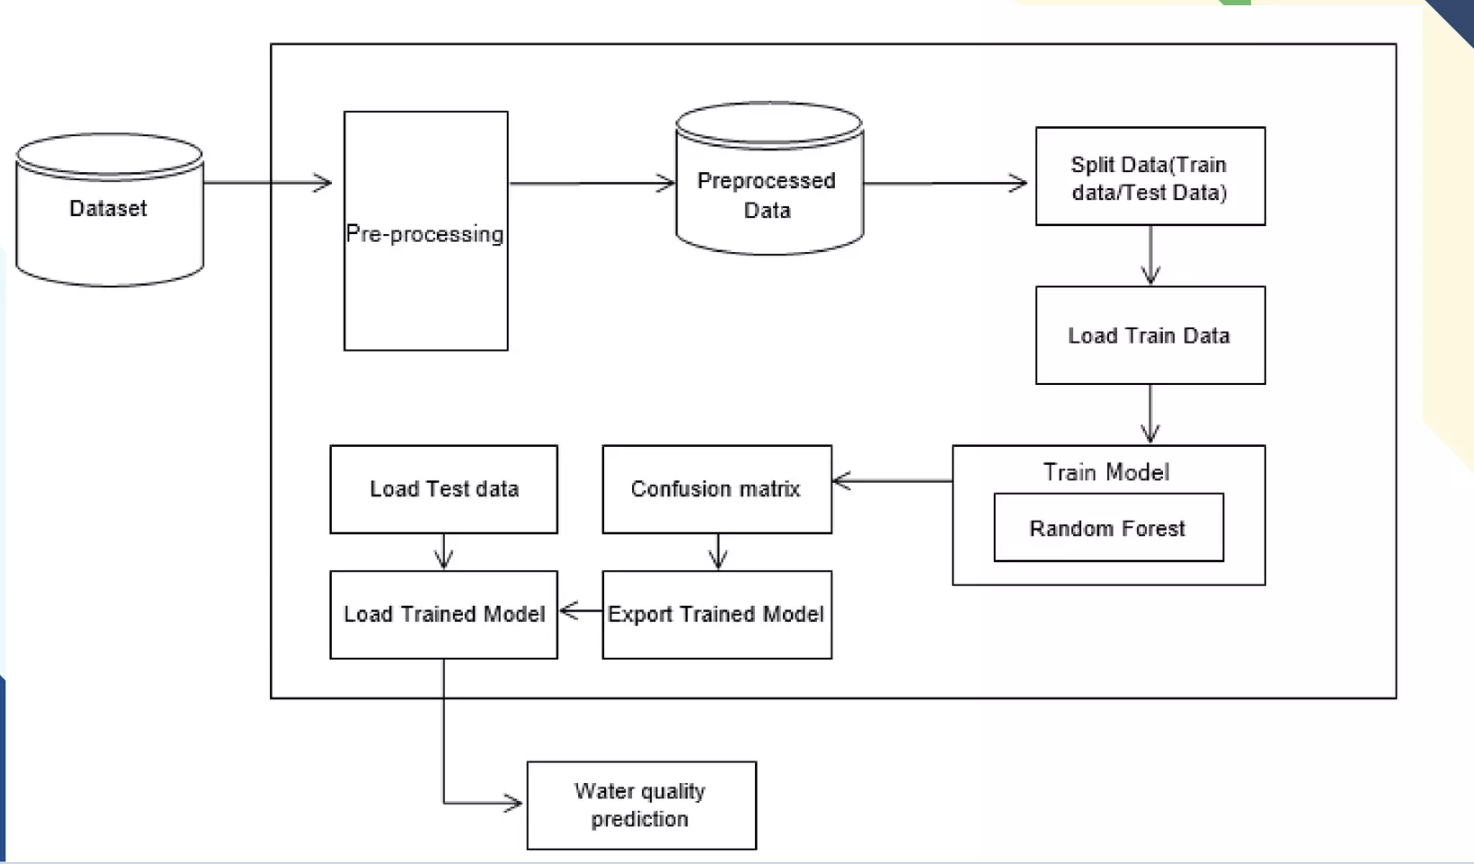 Dataset
Pre-processing
Preprocessed
Data
Split Data(Train
data/Test Data)
Load Train Data
Train Model
Random Forest
Confusion matrix
Load Test data
Export Trained Model
Load Trained Model
Water quality
prediction